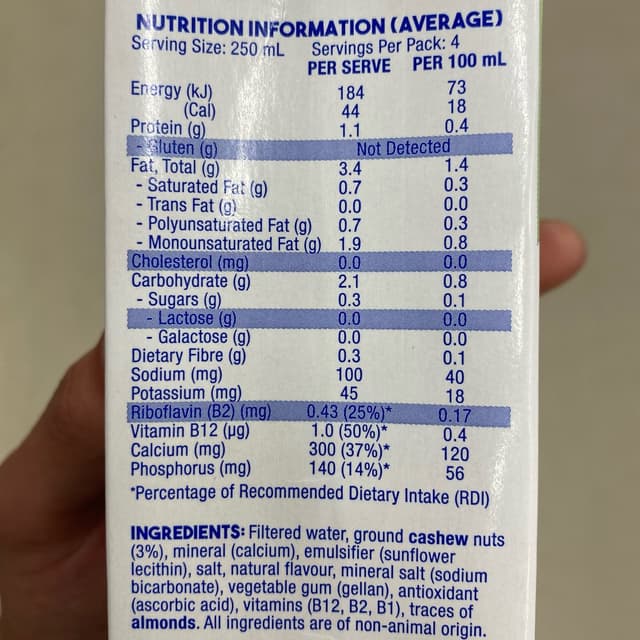 NUTRITION INFORMATION (AVERAGE)
Serving Size: 250 mL Servings Per Pack: 4
PER SERVE PER 100 mL
Energy (kJ) 184 73
(Cal) 44 18
Protein (g) 1.1 0.4
- Gluten (g) Not Detected
Fat, Total (g) 3.4 1.4
- Saturated Fat (g) 0.7 0.3
- Trans Fat (g) 0.0 0.0
- Polyunsaturated Fat (g) 0.7 0.3
- Monounsaturated Fat (g) 1.9 0.8
Cholesterol (mg) 0.0 0.0
Carbohydrate (g) 2.1 0.8
- Sugars (g) 0.3 0.1
- Lactose (g) 0.0 0.0
- Galactose (g) 0.0 0.0
Dietary Fibre (g) 0.3 0.1
Sodium (mg) 100 40
Potassium (mg) 45 18
Riboflavin (B2) (mg) 0.43 (25%)* 0.17
Vitamin B12 (µg) 1.0 (50%)* 0.4
Calcium (mg) 300 (37%)* 120
Phosphorus (mg) 140 (14%)* 56
*Percentage of Recommended Dietary Intake (RDI)
INGREDIENTS: Filtered water, ground cashew nuts
(3%), mineral (calcium), emulsifier (sunflower
lecithin), salt, natural flavour, mineral salt (sodium
bicarbonate), vegetable gum (gellan), antioxidant
(ascorbic acid), vitamins (B12, B2, B1), traces of
almonds. All ingredients are of non-animal origin.